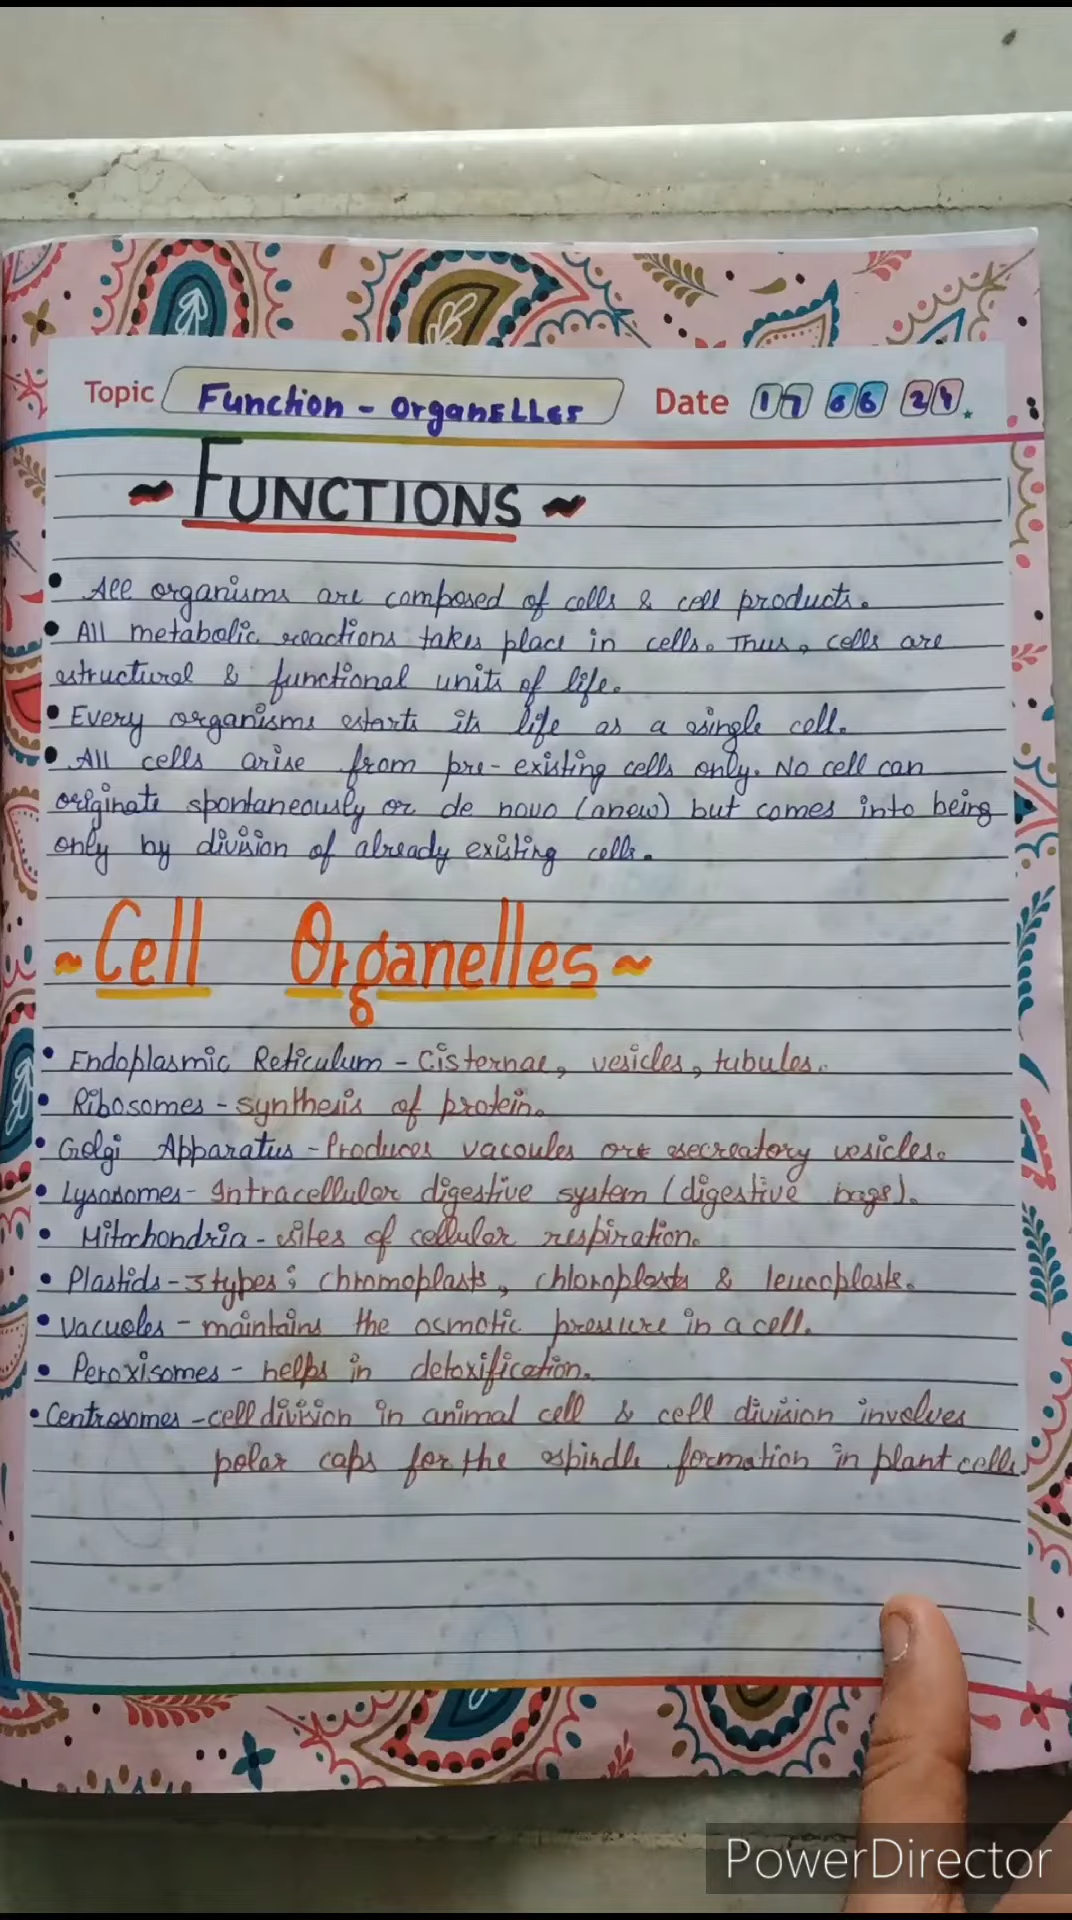 Topic Function - OrganElles Date 17 06 24
~ FUNCTIONS ~
• All organisms are composed of cells & cell products.
• All metabolic reactions takes place in cells. Thus, cells are
structural & functional units of life.
• Every organisms starts its life as a single cell.
• All cells arise from pre-existing cells only. No cell can
originate spontaneously or de novo (anew) but comes into being
only by division of already existing cells.
~ Cell Organelles ~
• Endoplasmic Reticulum - Cisternae, vesicles, tubules.
• Ribosomes - synthesis of protein.
• Golgi Apparatus - Produces vacoules ore secreatory vesicles.
• Lysosomes - Intracellular digestive system (digestive bags).
• Mitochondria - sites of cellular respiration.
• Plastids - 3 types : chromoplasts, chloroplasts & leucoplasts.
• Vacuoles - maintains the osmotic pressure in a cell.
• Peroxisomes - helps in detoxification.
• Centrosomes - cell division in animal cell & cell division involves
polar caps for the spindle formation in plant cells.
PowerDirector